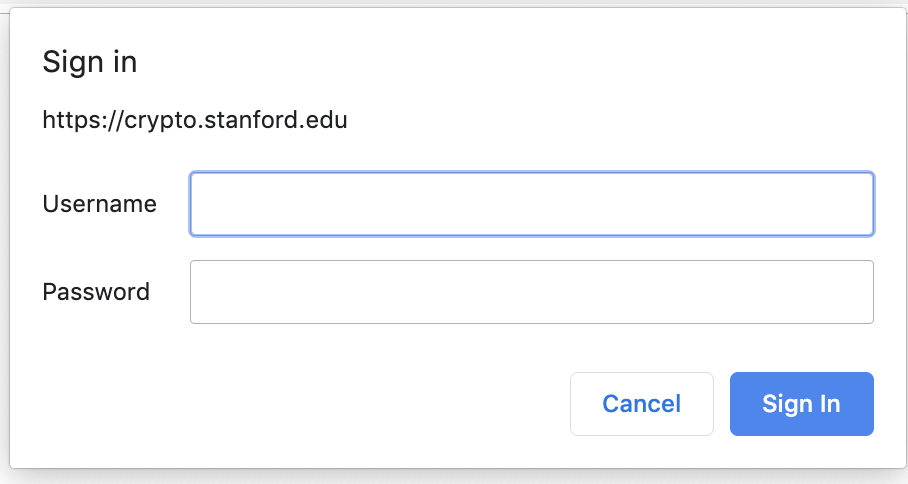 Sign in
https://crypto.stanford.edu
Username
Password
Cancel Sign In